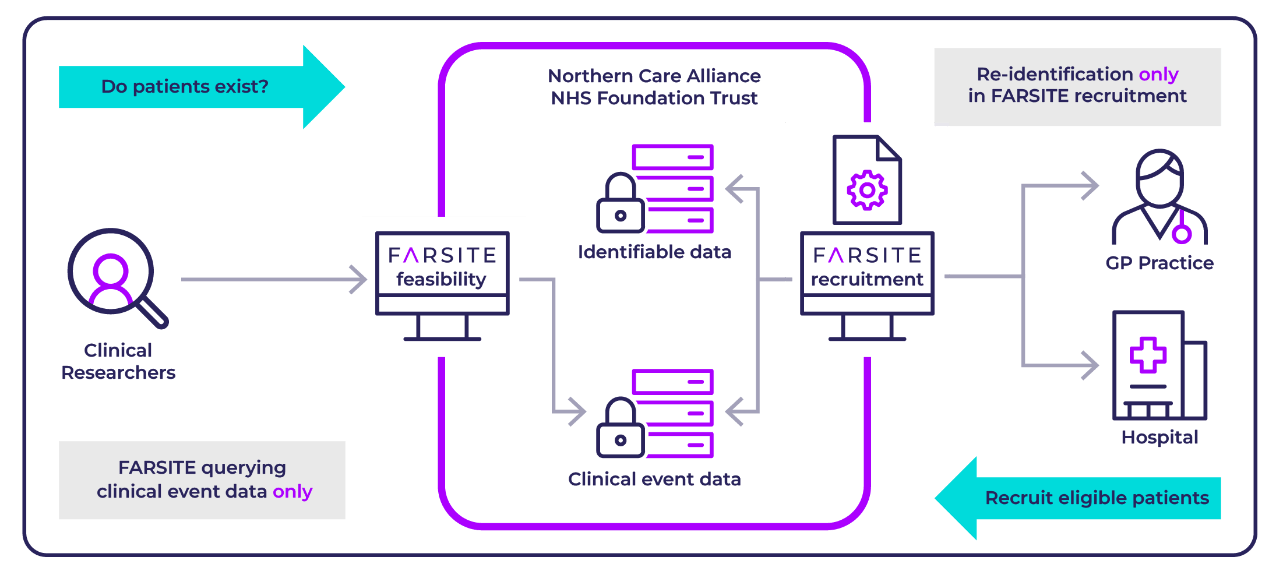 Do patients exist?
Northern Care Alliance
NHS Foundation Trust
Re-identification only
in FARSITE recruitment
Identifiable data
FARSITE
feasibility
FARSITE
recruitment
GP Practice
Clinical
Researchers
Hospital
FARSITE querying
clinical event data only
Clinical event data
Recruit eligible patients